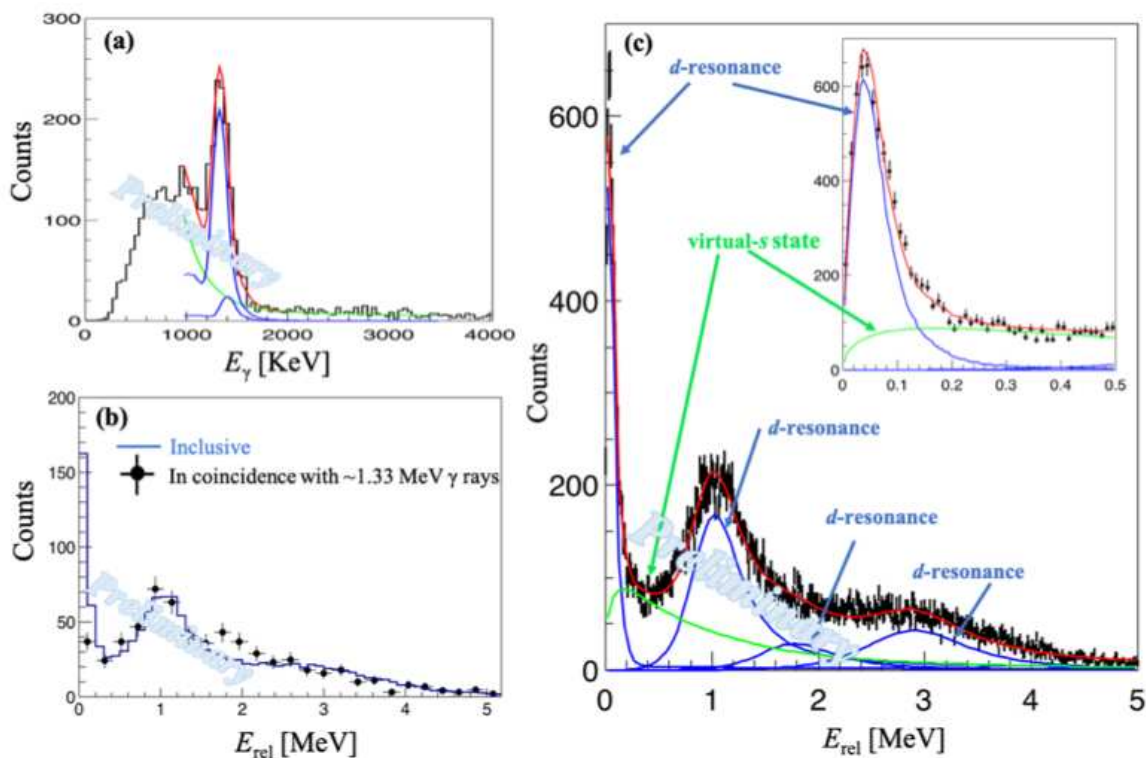 (a)
300
200
100
0
Counts
0 1000 2000 3000 4000
Eγ [KeV]
Preliminary
(b)
200
150
100
50
0
Counts
Inclusive
In coincidence with ~1.33 MeV γ rays
Preliminary
0 1 2 3 4 5
Erel [MeV]
(c)
600
400
200
0
Counts
d-resonance
virtual-s state
d-resonance
d-resonance
d-resonance
Preliminary
0 1 2 3 4 5
Erel [MeV]
600
400
200
0
0 0.1 0.2 0.3 0.4 0.5